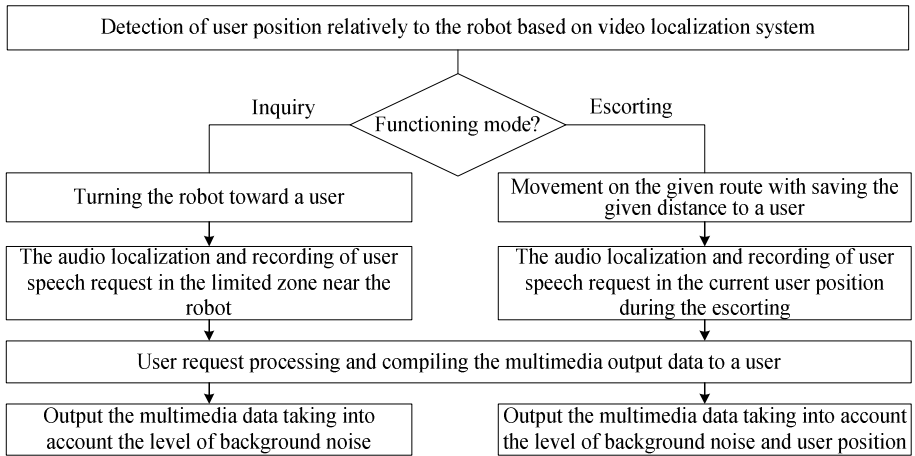 Detection of user position relatively to the robot based on video localization system
Inquiry
Escorting
Functioning mode?
Turning the robot toward a user
Movement on the given route with saving the
given distance to a user
The audio localization and recording of user
speech request in the limited zone near the
robot
The audio localization and recording of user
speech request in the current user position
during the escorting
User request processing and compiling the multimedia output data to a user
Output the multimedia data taking into
account the level of background noise
Output the multimedia data taking into account
the level of background noise and user position